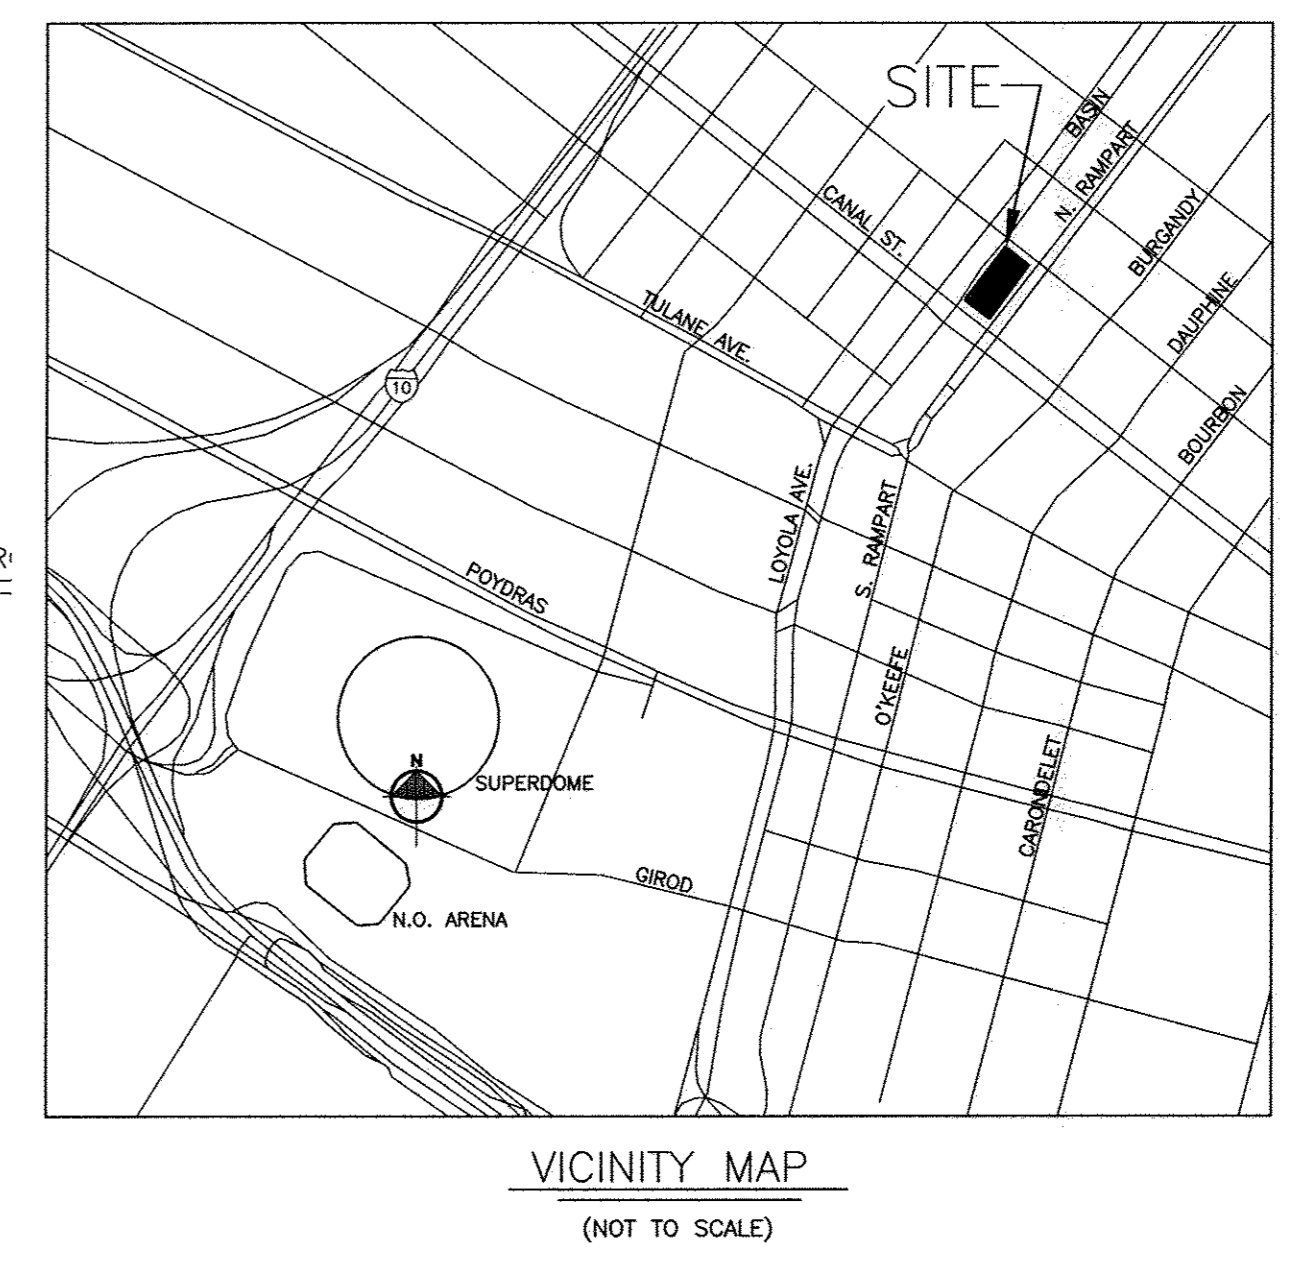 SITE
BASIN
N. RAMPART
CANAL ST.
BURGANDY
DAUPHINE
TULANE AVE.
10
BOURBON
LOYOLA AVE.
S. RAMPART
POYDRAS
O'KEEFE
CARONDELET
N
SUPERDOME
GIROD
N.O. ARENA
VICINITY MAP
(NOT TO SCALE)